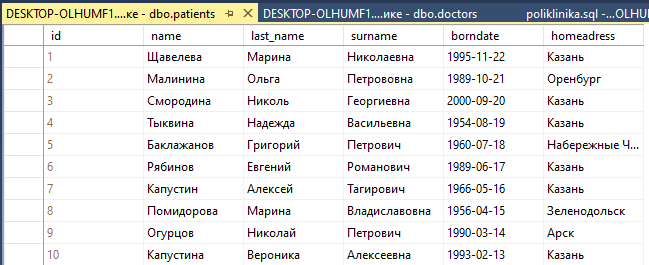 DESKTOP-OLHUMF1....ке - dbo.patients DESKTOP-OLHUMF1....ике - dbo.doctors poliklinika.sql -...OLHUM
id name last_name surname borndate homeadress
1 Щавелева Марина Николаевна 1995-11-22 Казань
2 Малинина Ольга Петрововна 1989-10-21 Оренбург
3 Смородина Николь Георгиевна 2000-09-20 Казань
4 Тыквина Надежда Васильевна 1954-08-19 Казань
5 Баклажанов Григорий Петрович 1960-07-18 Набережные Ч...
6 Рябинов Евгений Романович 1989-06-17 Казань
7 Капустин Алексей Тагирович 1966-05-16 Казань
8 Помидорова Марина Владиславовна 1956-04-15 Зеленодольск
9 Огурцов Николай Петрович 1990-03-14 Арск
10 Капустина Вероника Алексеевна 1993-02-13 Казань